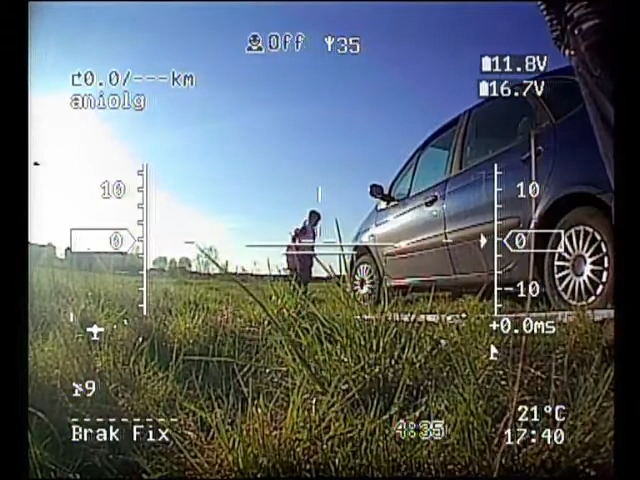 Off 35
11.8V
0.0/---km
16.7V
aniolg
10 10
0 0
-10
+0.0ms
9
21°C
Brak Fix 4:35 17:40